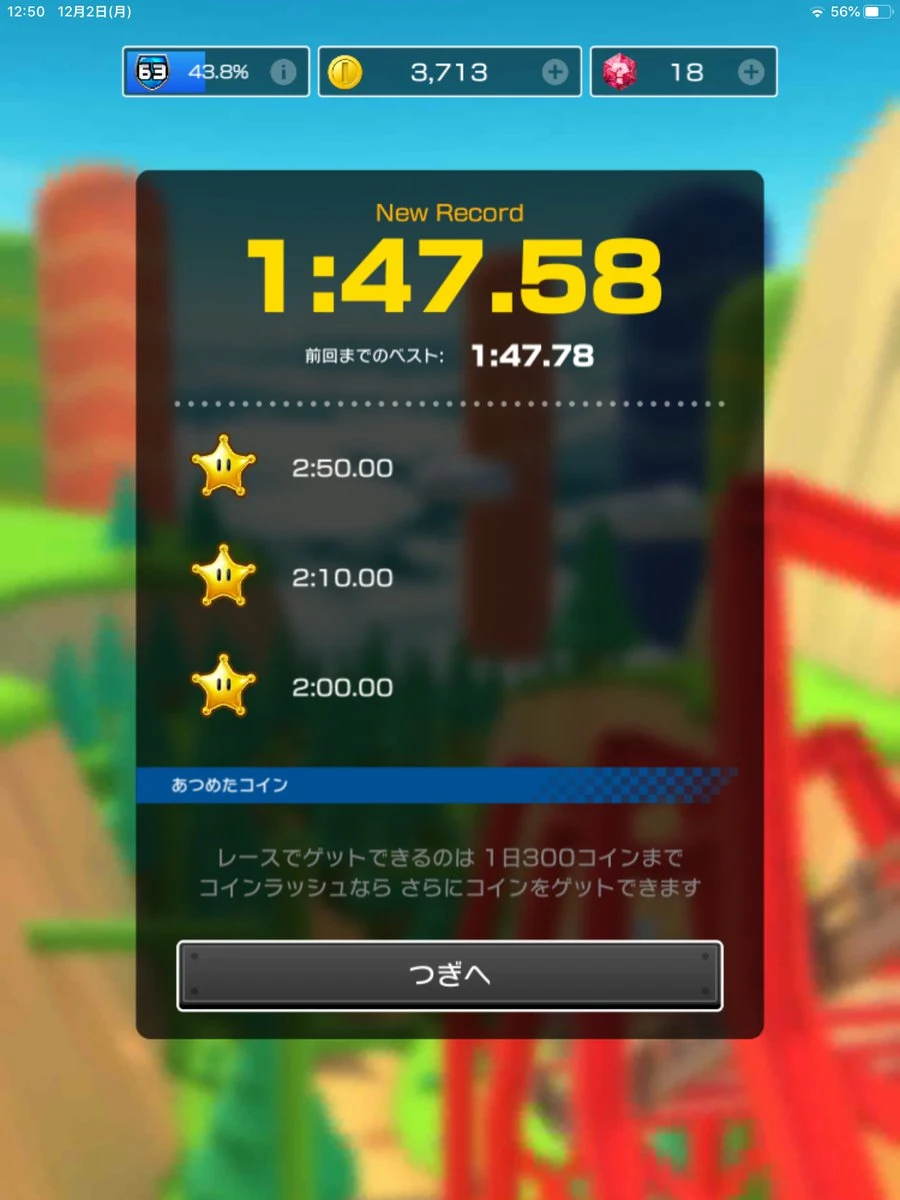 12:50 12月2日(月) 56%
63 43.8% i 3,713 + ? 18 +
New Record
1:47.58
前回までのベスト: 1:47.78
2:50.00
2:10.00
2:00.00
あつめたコイン
レースでゲットできるのは 1日300コインまで
コインラッシュなら さらにコインをゲットできます
つぎへ